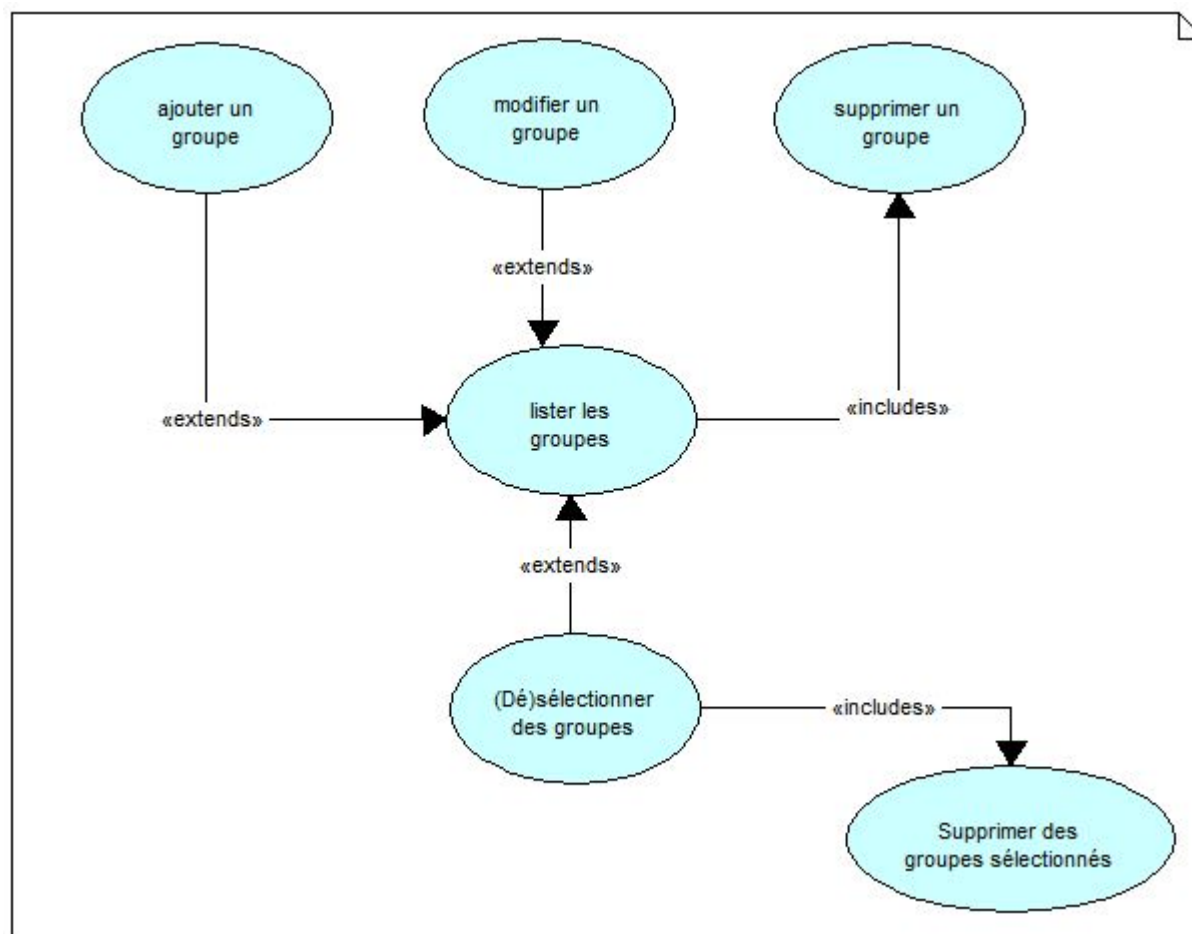 ajouter un
groupe
modifier un
groupe
supprimer un
groupe
«extends»
«extends»
«includes»
lister les
groupes
«extends»
(Dé)sélectionner
des groupes
«includes»
Supprimer des
groupes sélectionnés